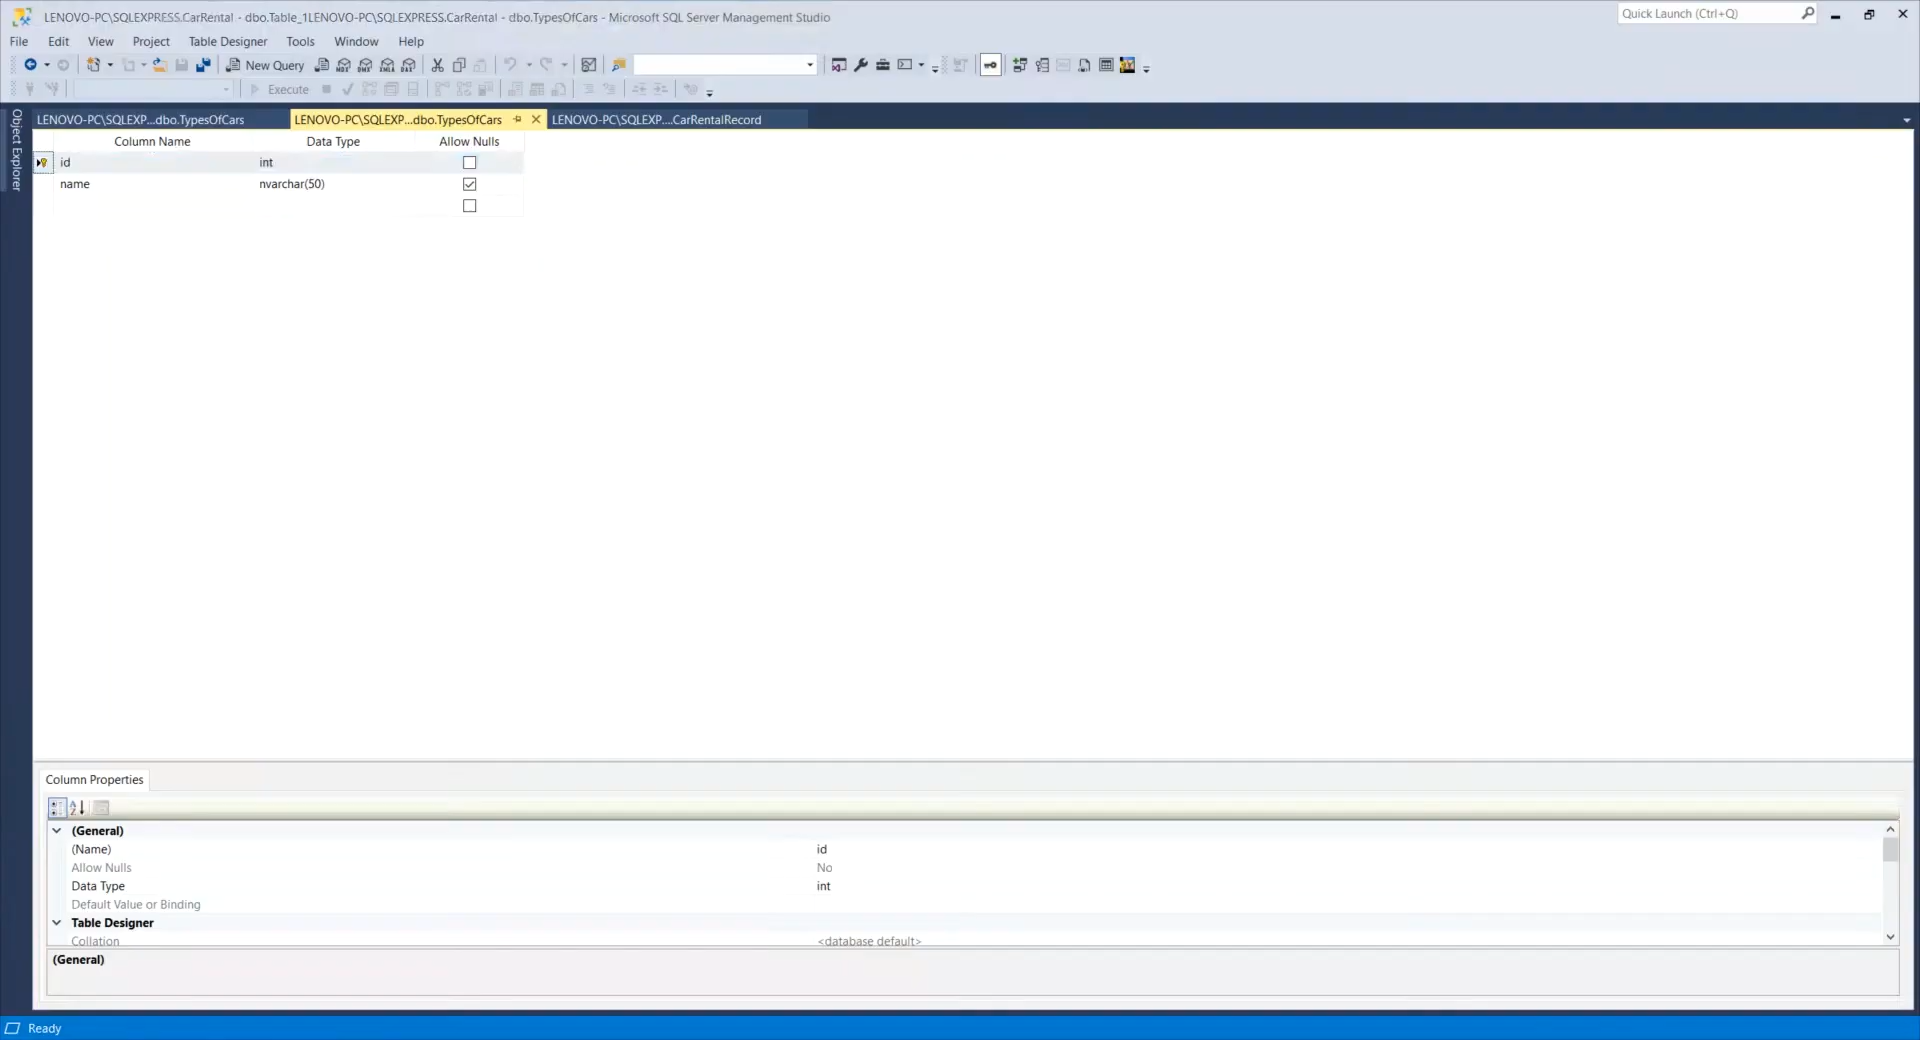 LENOVO-PC\SQLEXPRESS.CarRental - dbo.Table_1LENOVO-PC\SQLEXPRESS.CarRental - dbo.TypesOfCars - Microsoft SQL Server Management Studio
Quick Launch (Ctrl+Q)
File Edit View Project Table Designer Tools Window Help
New Query
Execute
Object Explorer
LENOVO-PC\SQLEXP...dbo.TypesOfCars LENOVO-PC\SQLEXP...dbo.TypesOfCars LENOVO-PC\SQLEXP....CarRentalRecord
Column Name Data Type Allow Nulls
id int
name nvarchar(50)
Column Properties
(General)
(Name) id
Allow Nulls No
Data Type int
Default Value or Binding
Table Designer
Collation <database default>
(General)
Ready